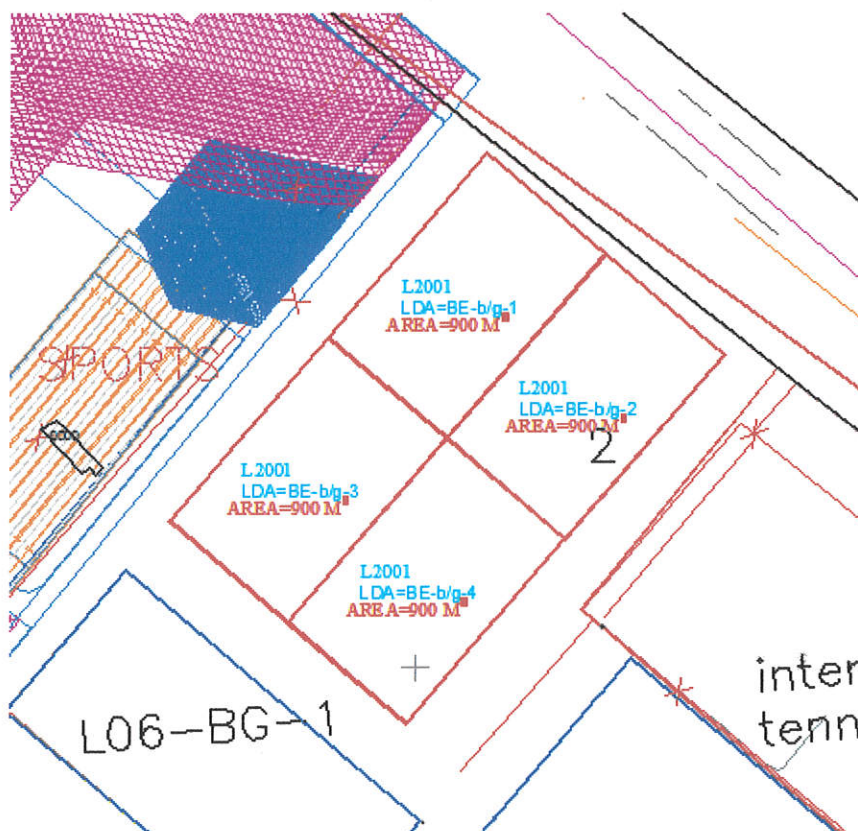 L2001
LDA=BE-b/g-1
AREA=900 M
L2001
LDA=BE-b/g-2
AREA=900 M
2
SPORTS
L2001
LDA=BE-b/g-3
AREA=900 M
L2001
LDA=BE-b/g-4
AREA=900 M
L06-BG-1
inter
tenn